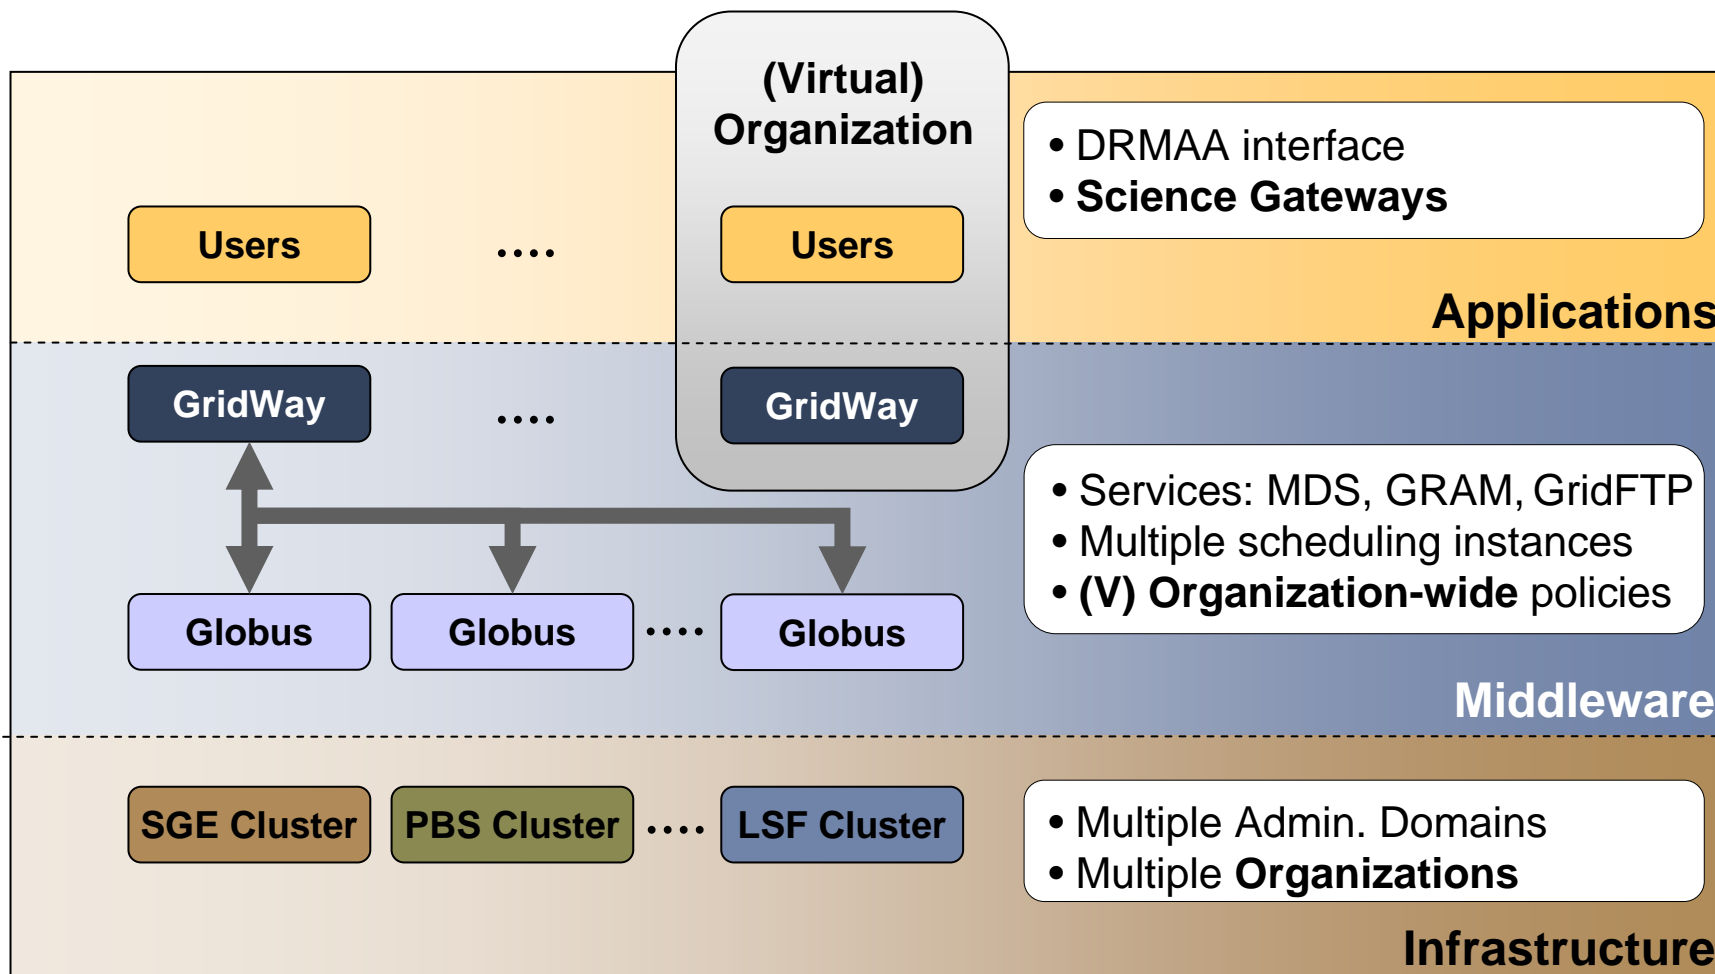 (Virtual)
Organization
• DRMAA interface
• Science Gateways
Users
....
Users
Applications
GridWay
....
GridWay
• Services: MDS, GRAM, GridFTP
• Multiple scheduling instances
• (V) Organization-wide policies
Globus
Globus
....
Globus
Middleware
SGE Cluster
PBS Cluster
....
LSF Cluster
• Multiple Admin. Domains
• Multiple Organizations
Infrastructure